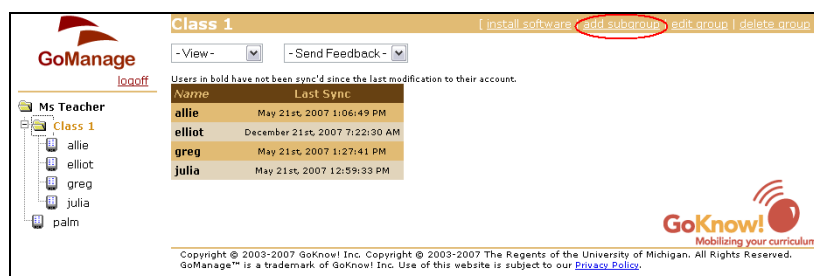 Class 1
[ install software | add subgroup | edit group | delete group
GoManage
logoff
- View -
- Send Feedback -
Users in bold have not been sync'd since the last modification to their account.
Name Last Sync
allie May 21st, 2007 1:06:49 PM
elliot December 21st, 2007 7:22:30 AM
greg May 21st, 2007 1:27:41 PM
julia May 21st, 2007 12:59:33 PM
Ms Teacher
Class 1
allie
elliot
greg
julia
palm
GoKnow!
Mobilizing your curriculum
Copyright © 2003-2007 GoKnow! Inc. Copyright © 2003-2007 The Regents of the University of Michigan. All Rights Reserved.
GoManage™ is a trademark of GoKnow! Inc. Use of this website is subject to our Privacy Policy.